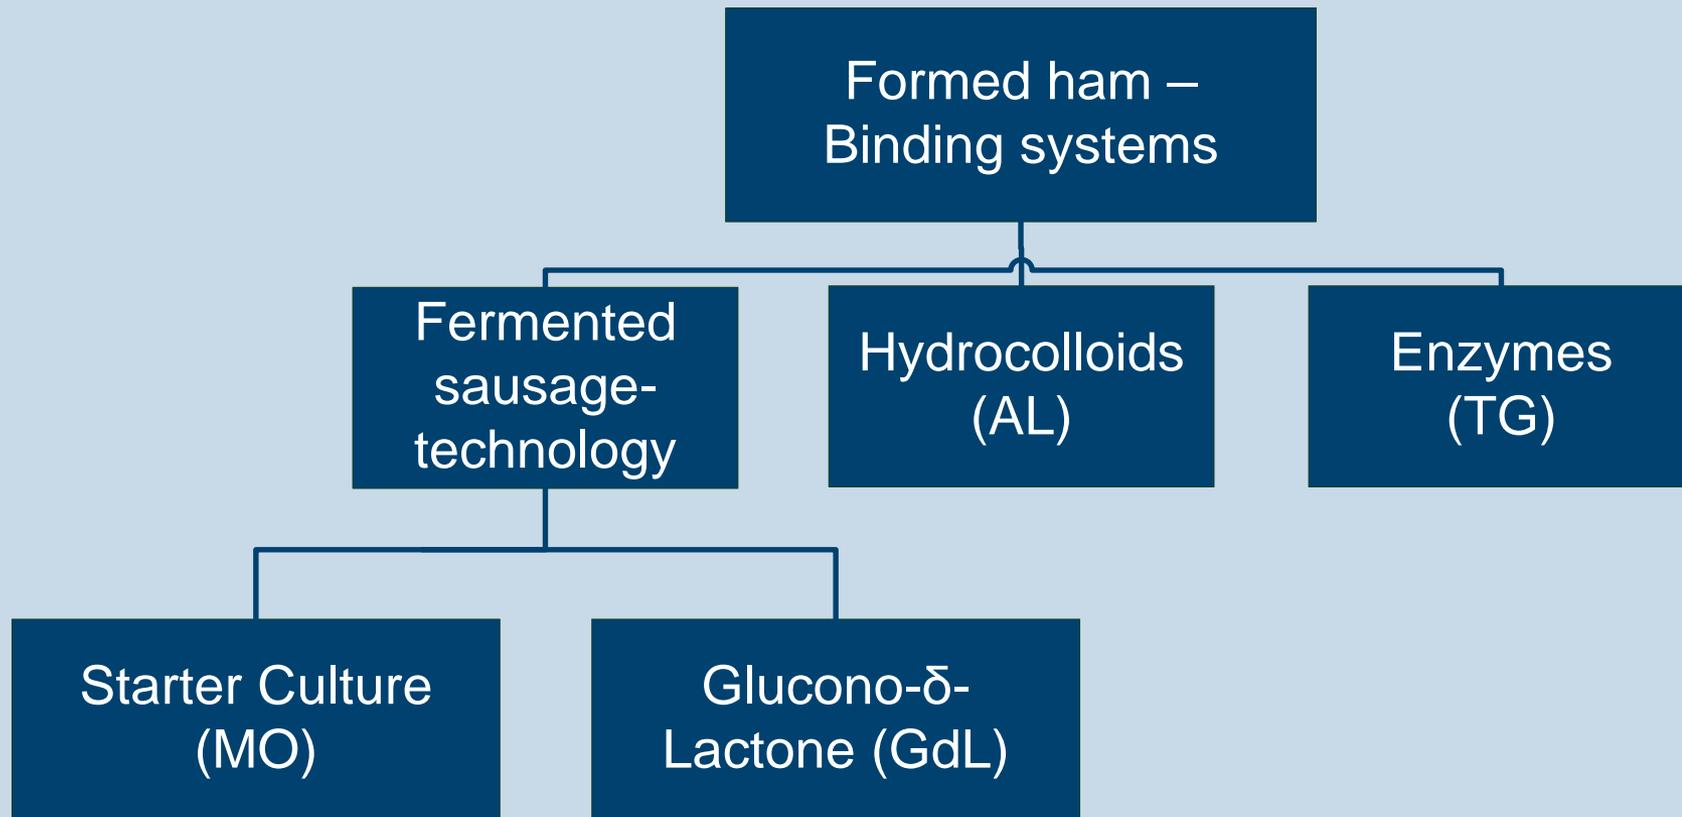 Formed ham –
Binding systems
Fermented
sausage-
technology
Hydrocolloids
(AL)
Enzymes
(TG)
Starter Culture
(MO)
Glucono-δ-
Lactone (GdL)